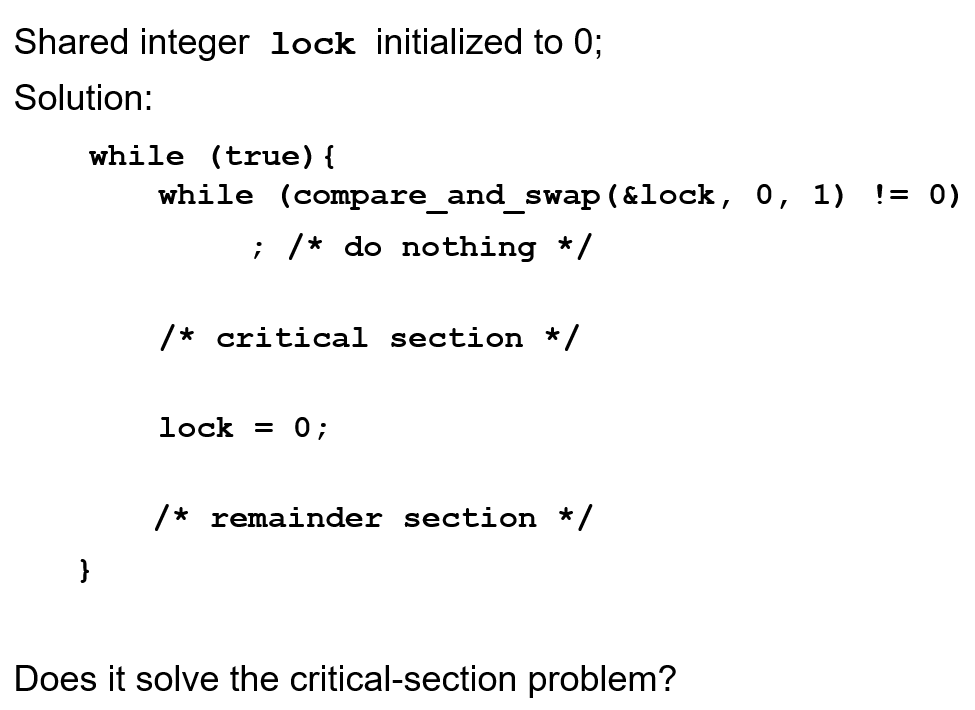 Shared integer lock initialized to 0;
Solution:
while (true){
while (compare_and_swap(&lock, 0, 1) != 0)
; /* do nothing */
/* critical section */
lock = 0;
/* remainder section */
}
Does it solve the critical-section problem?